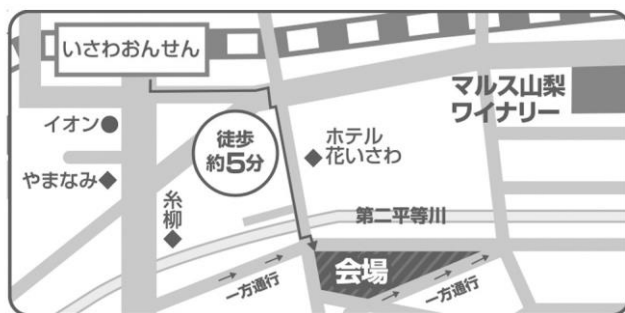 いさわおんせん
マルス山梨
ワイナリー
イオン
徒歩
約5分
ホテル
花いさわ
やまなみ
糸柳
第二平等川
会場
一方通行
一方通行